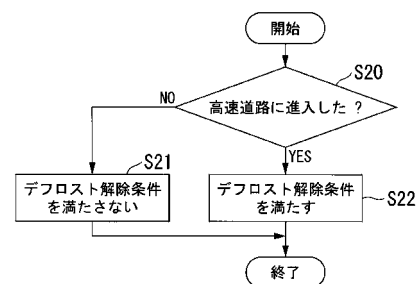 開始
S20
高速道路に進入した ?
NO
YES
S21
デフロスト解除条件
を満たさない
デフロスト解除条件
を満たす
S22
終了